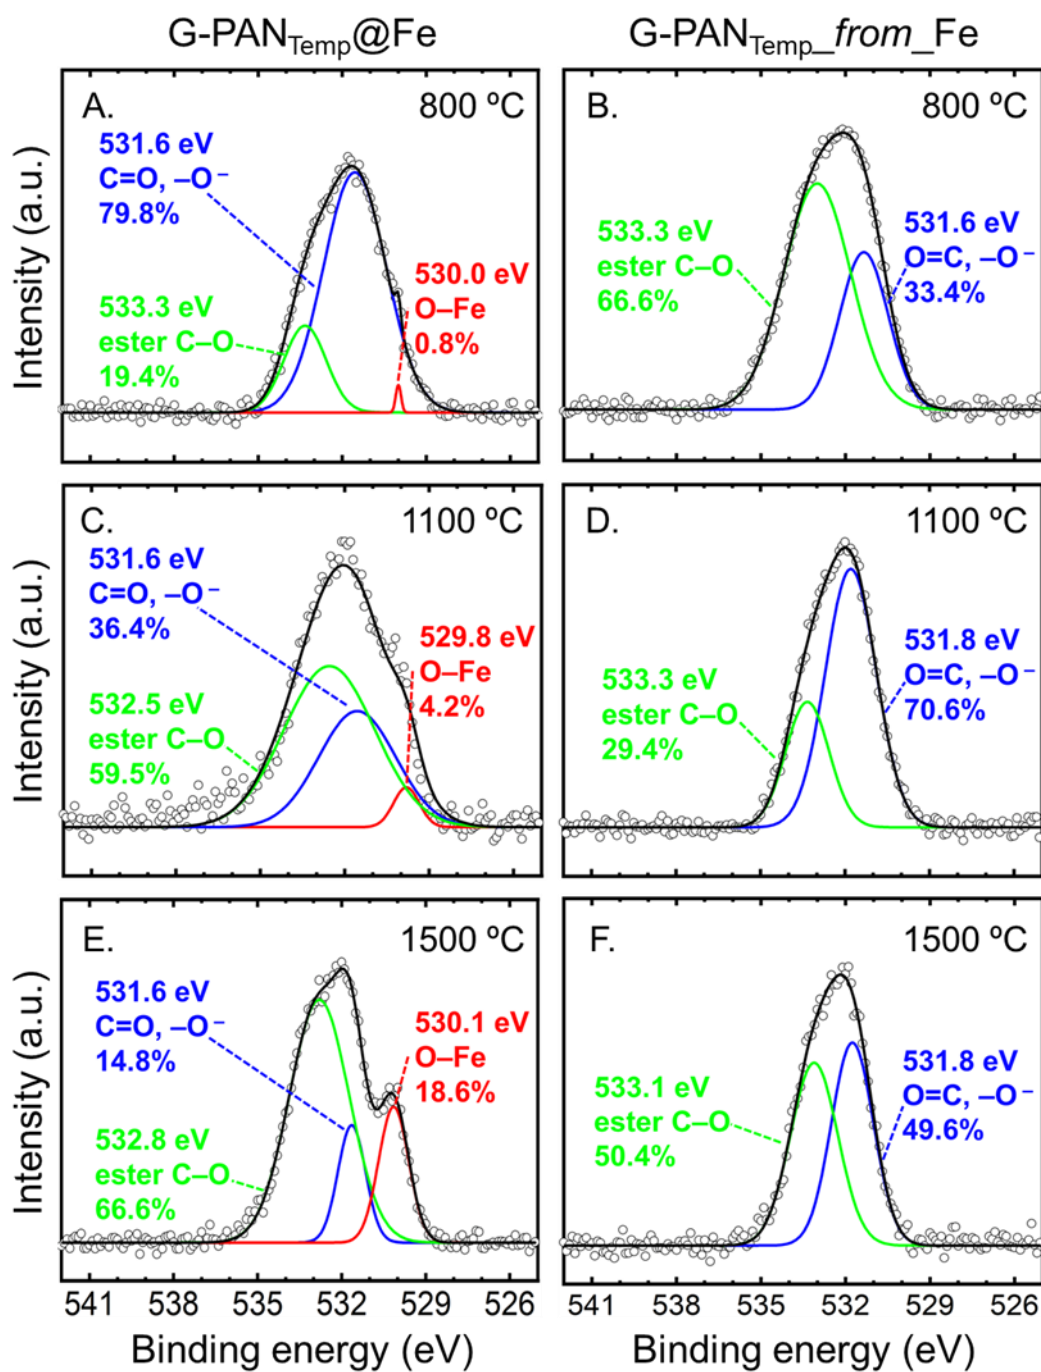 G-PANTemp@Fe
G-PANTemp_from_Fe
Intensity (a.u.)
A.
800 ºC
531.6 eV
C=O, –O⁻
79.8%
533.3 eV
ester C–O
19.4%
530.0 eV
O–Fe
0.8%
B.
800 ºC
533.3 eV
ester C–O
66.6%
531.6 eV
O=C, –O⁻
33.4%
Intensity (a.u.)
C.
1100 ºC
531.6 eV
C=O, –O⁻
36.4%
532.5 eV
ester C–O
59.5%
529.8 eV
O–Fe
4.2%
D.
1100 ºC
533.3 eV
ester C–O
29.4%
531.8 eV
O=C, –O⁻
70.6%
Intensity (a.u.)
E.
1500 ºC
531.6 eV
C=O, –O⁻
14.8%
532.8 eV
ester C–O
66.6%
530.1 eV
O–Fe
18.6%
F.
1500 ºC
533.1 eV
ester C–O
50.4%
531.8 eV
O=C, –O⁻
49.6%
541 538 535 532 529 526
541 538 535 532 529 526
Binding energy (eV)
Binding energy (eV)